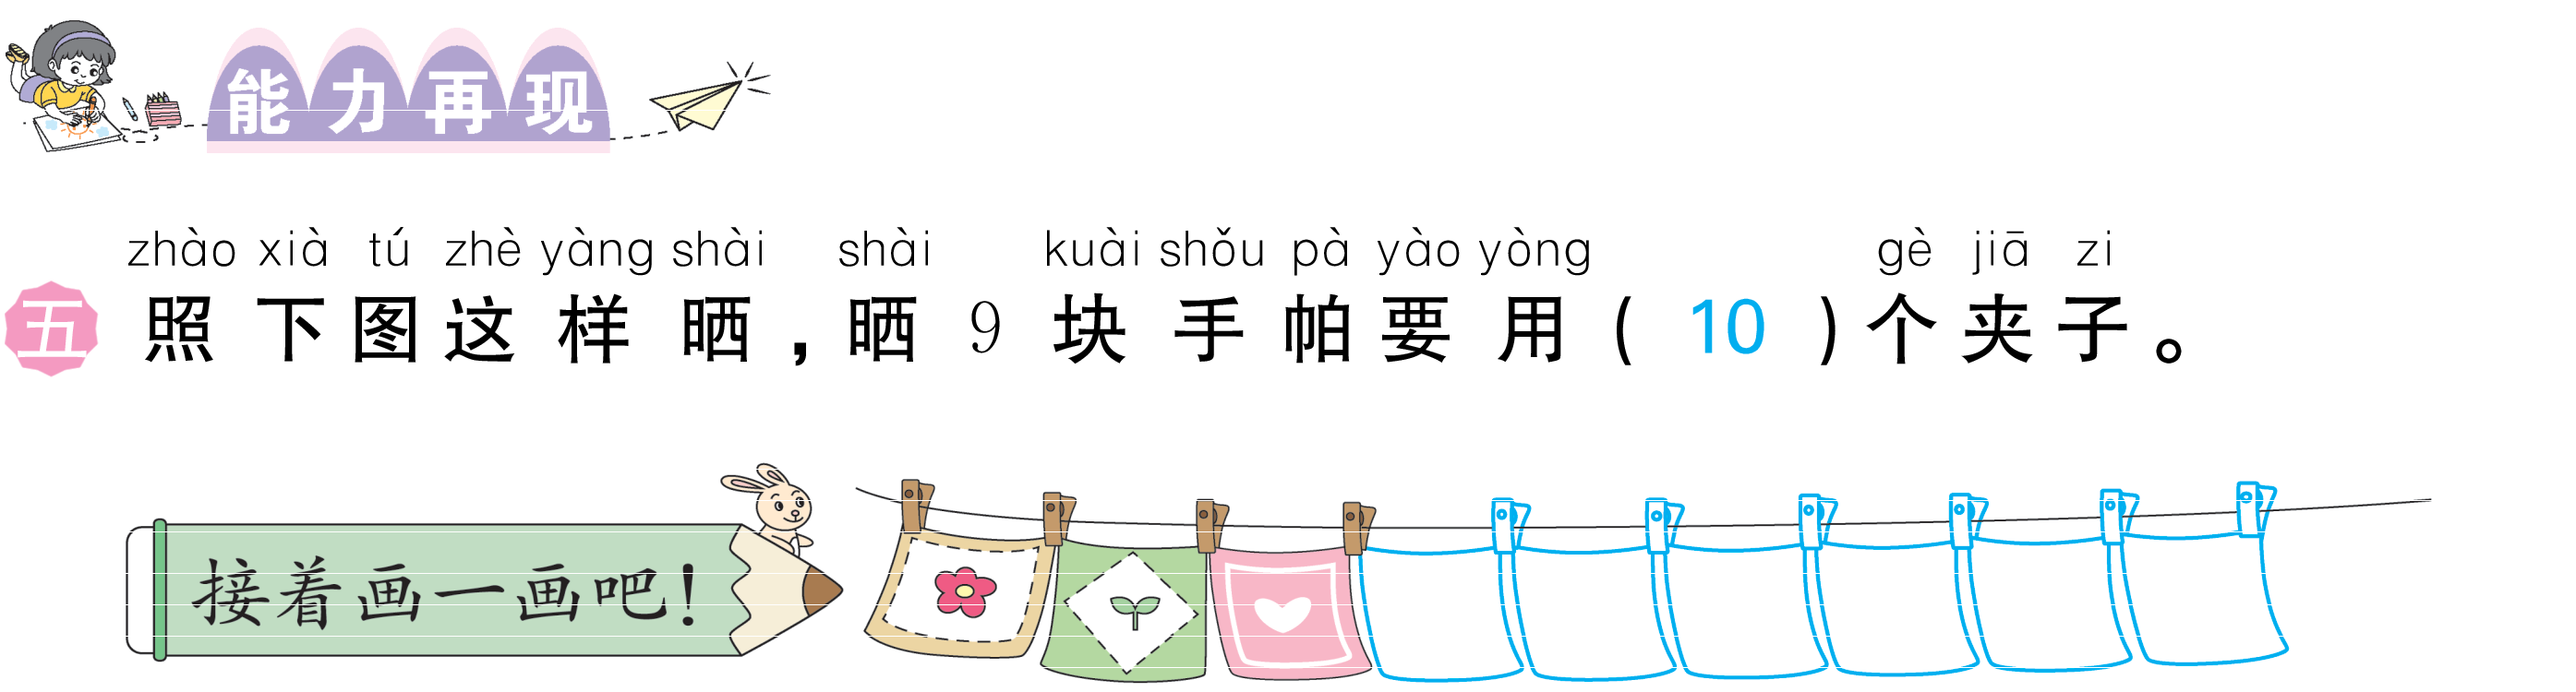 能力再现
zhào xià tú zhè yàng shài shài kuài shǒu pà yào yòng gè jiā zi
五 照下图这样晒，晒 9 块手帕要用( 10 )个夹子。
接着画一画吧！